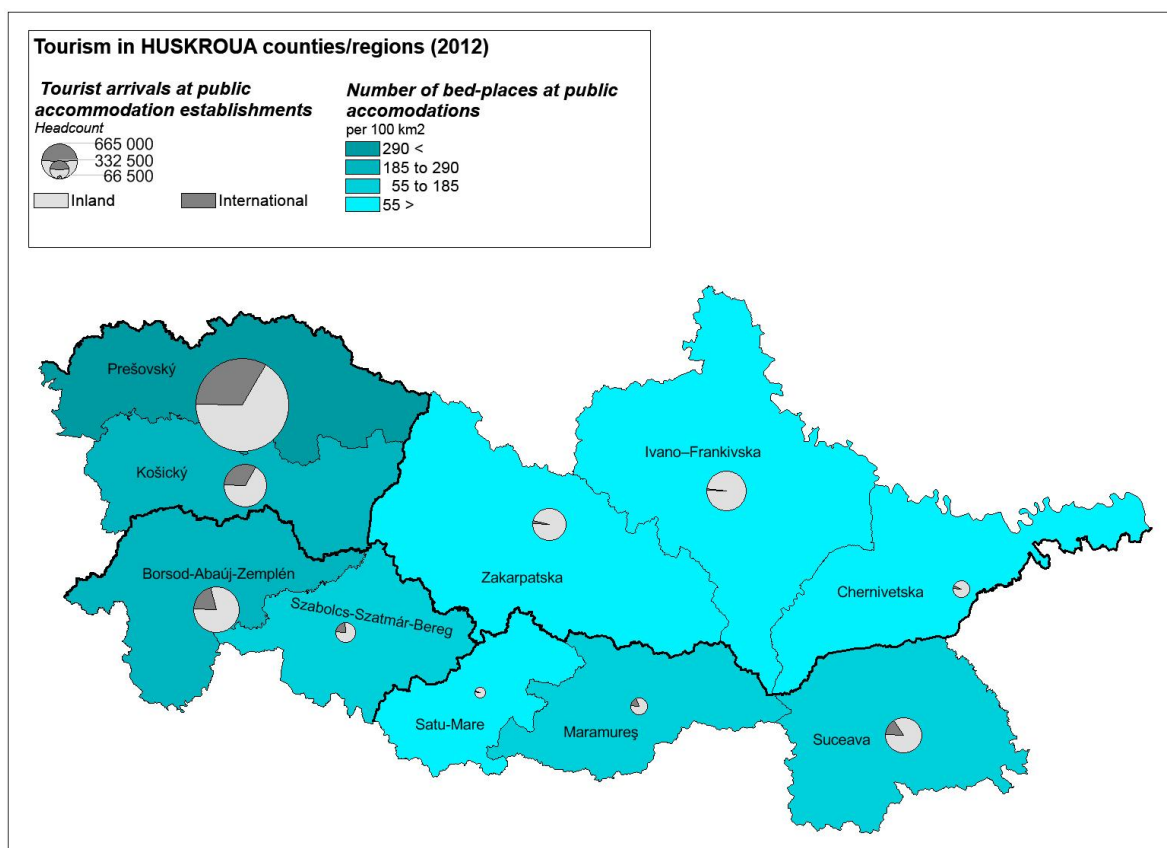 Tourism in HUSKROUA counties/regions (2012)
Tourist arrivals at public
accommodation establishments
Headcount
665 000
332 500
66 500
Inland
International
Number of bed-places at public
accomodations
per 100 km2
290 <
185 to 290
55 to 185
55 >
Prešovský
Košický
Ivano–Frankivska
Borsod-Abaúj-Zemplén
Zakarpatska
Chernivetska
Szabolcs-Szatmár-Bereg
Satu-Mare
Maramureş
Suceava